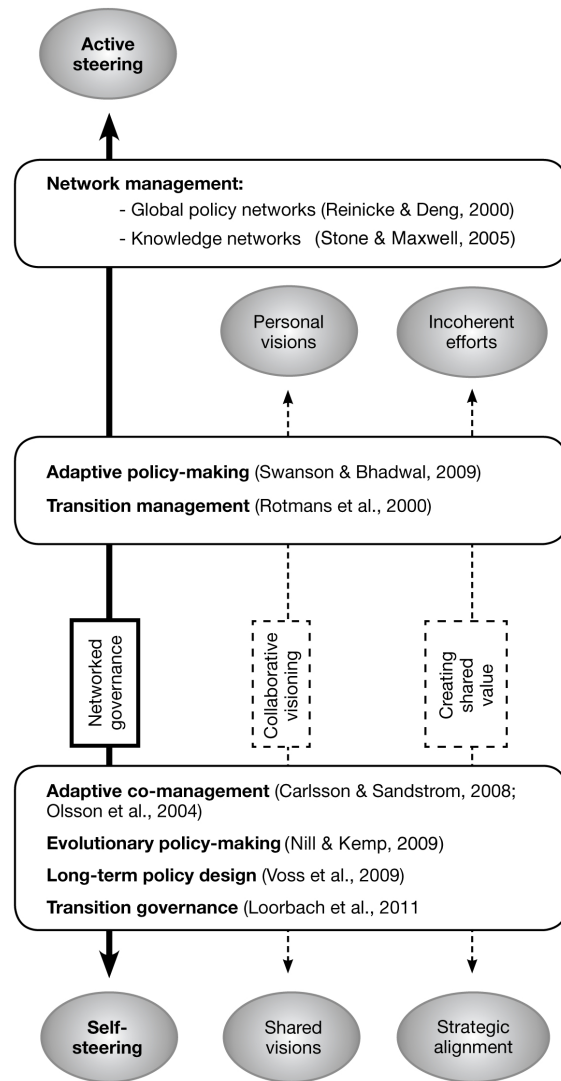 Active
steering
Network management:
- Global policy networks (Reinicke & Deng, 2000)
- Knowledge networks (Stone & Maxwell, 2005)
Personal
visions
Incoherent
efforts
Adaptive policy-making (Swanson & Bhadwal, 2009)
Transition management (Rotmans et al., 2000)
Networked
governance
Collaborative
visioning
Creating
shared
value
Adaptive co-management (Carlsson & Sandstrom, 2008;
Olsson et al., 2004)
Evolutionary policy-making (Nill & Kemp, 2009)
Long-term policy design (Voss et al., 2009)
Transition governance (Loorbach et al., 2011
Self-
steering
Shared
visions
Strategic
alignment